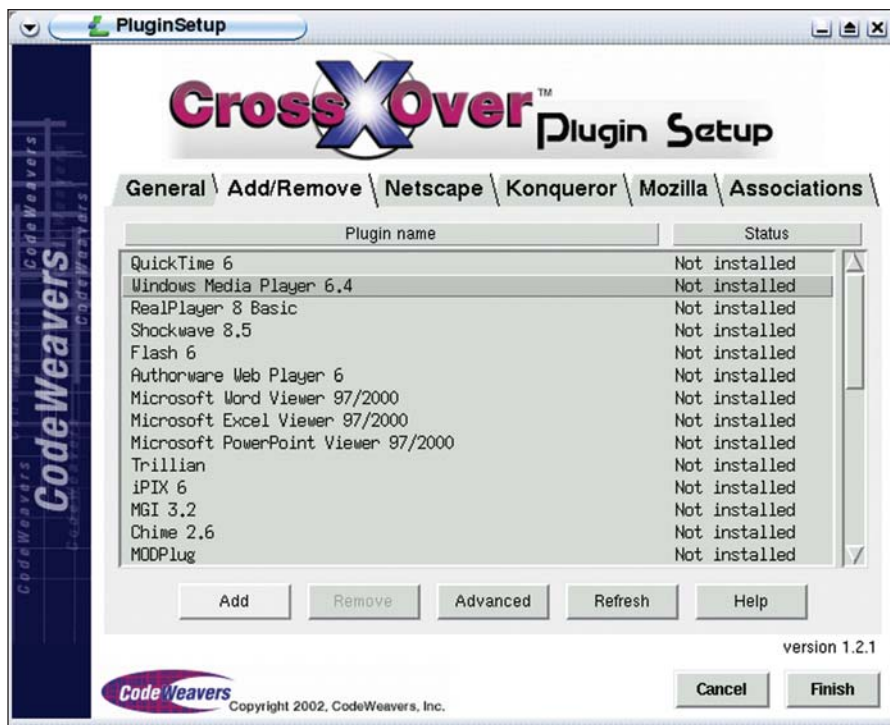 PluginSetup
CrossOver™ Plugin Setup
General Add/Remove Netscape Konqueror Mozilla Associations
Plugin name Status
QuickTime 6 Not installed
Windows Media Player 6.4 Not installed
RealPlayer 8 Basic Not installed
Shockwave 8.5 Not installed
Flash 6 Not installed
Authorware Web Player 6 Not installed
Microsoft Word Viewer 97/2000 Not installed
Microsoft Excel Viewer 97/2000 Not installed
Microsoft PowerPoint Viewer 97/2000 Not installed
Trillian Not installed
iPIX 6 Not installed
MGI 3.2 Not installed
Chime 2.6 Not installed
MODPlug Not installed
Add Remove Advanced Refresh Help
version 1.2.1
CodeWeavers
Copyright 2002, CodeWeavers, Inc.
Cancel Finish
CodeWeavers
CodeWeavers
CodeWeavers
CodeWeavers
CodeWeavers